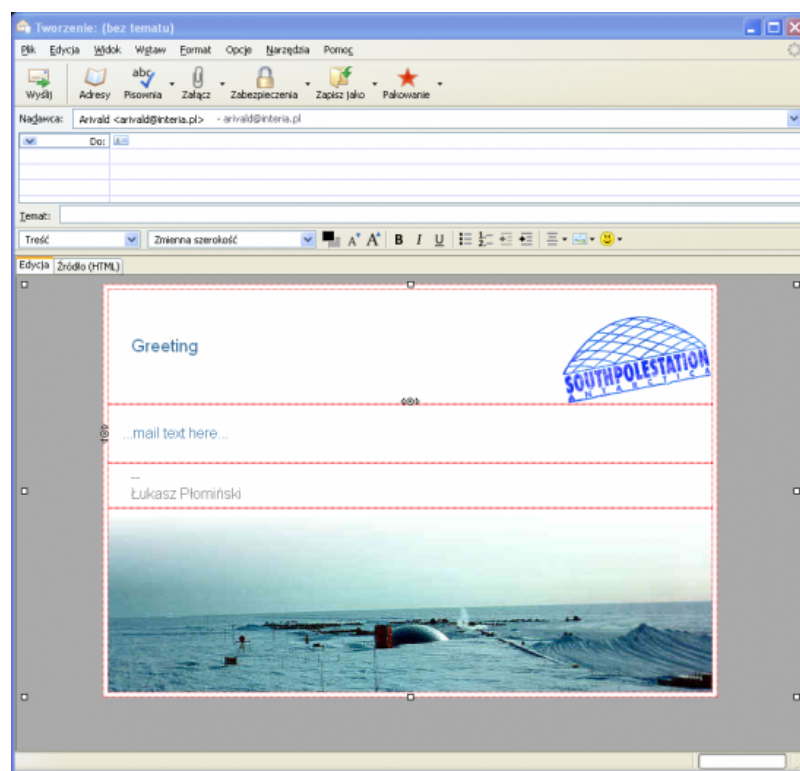 Tworzenie: (bez tematu)
Plik Edycja Widok Wstaw Format Opcje Narzędzia Pomoc
Wyślij Adresy Pisownia Załącz Zabezpieczenia Zapisz jako Pakowanie
Nadawca: Arivald <arivald@interia.pl> - arivald@interia.pl
Do:
Temat:
Treść Zmienna szerokość B I U
Edycja Źródło (HTML)
Greeting
SOUTHPOLESTATION
ANTARCTICA
...mail text here...
--
Łukasz Płomiński